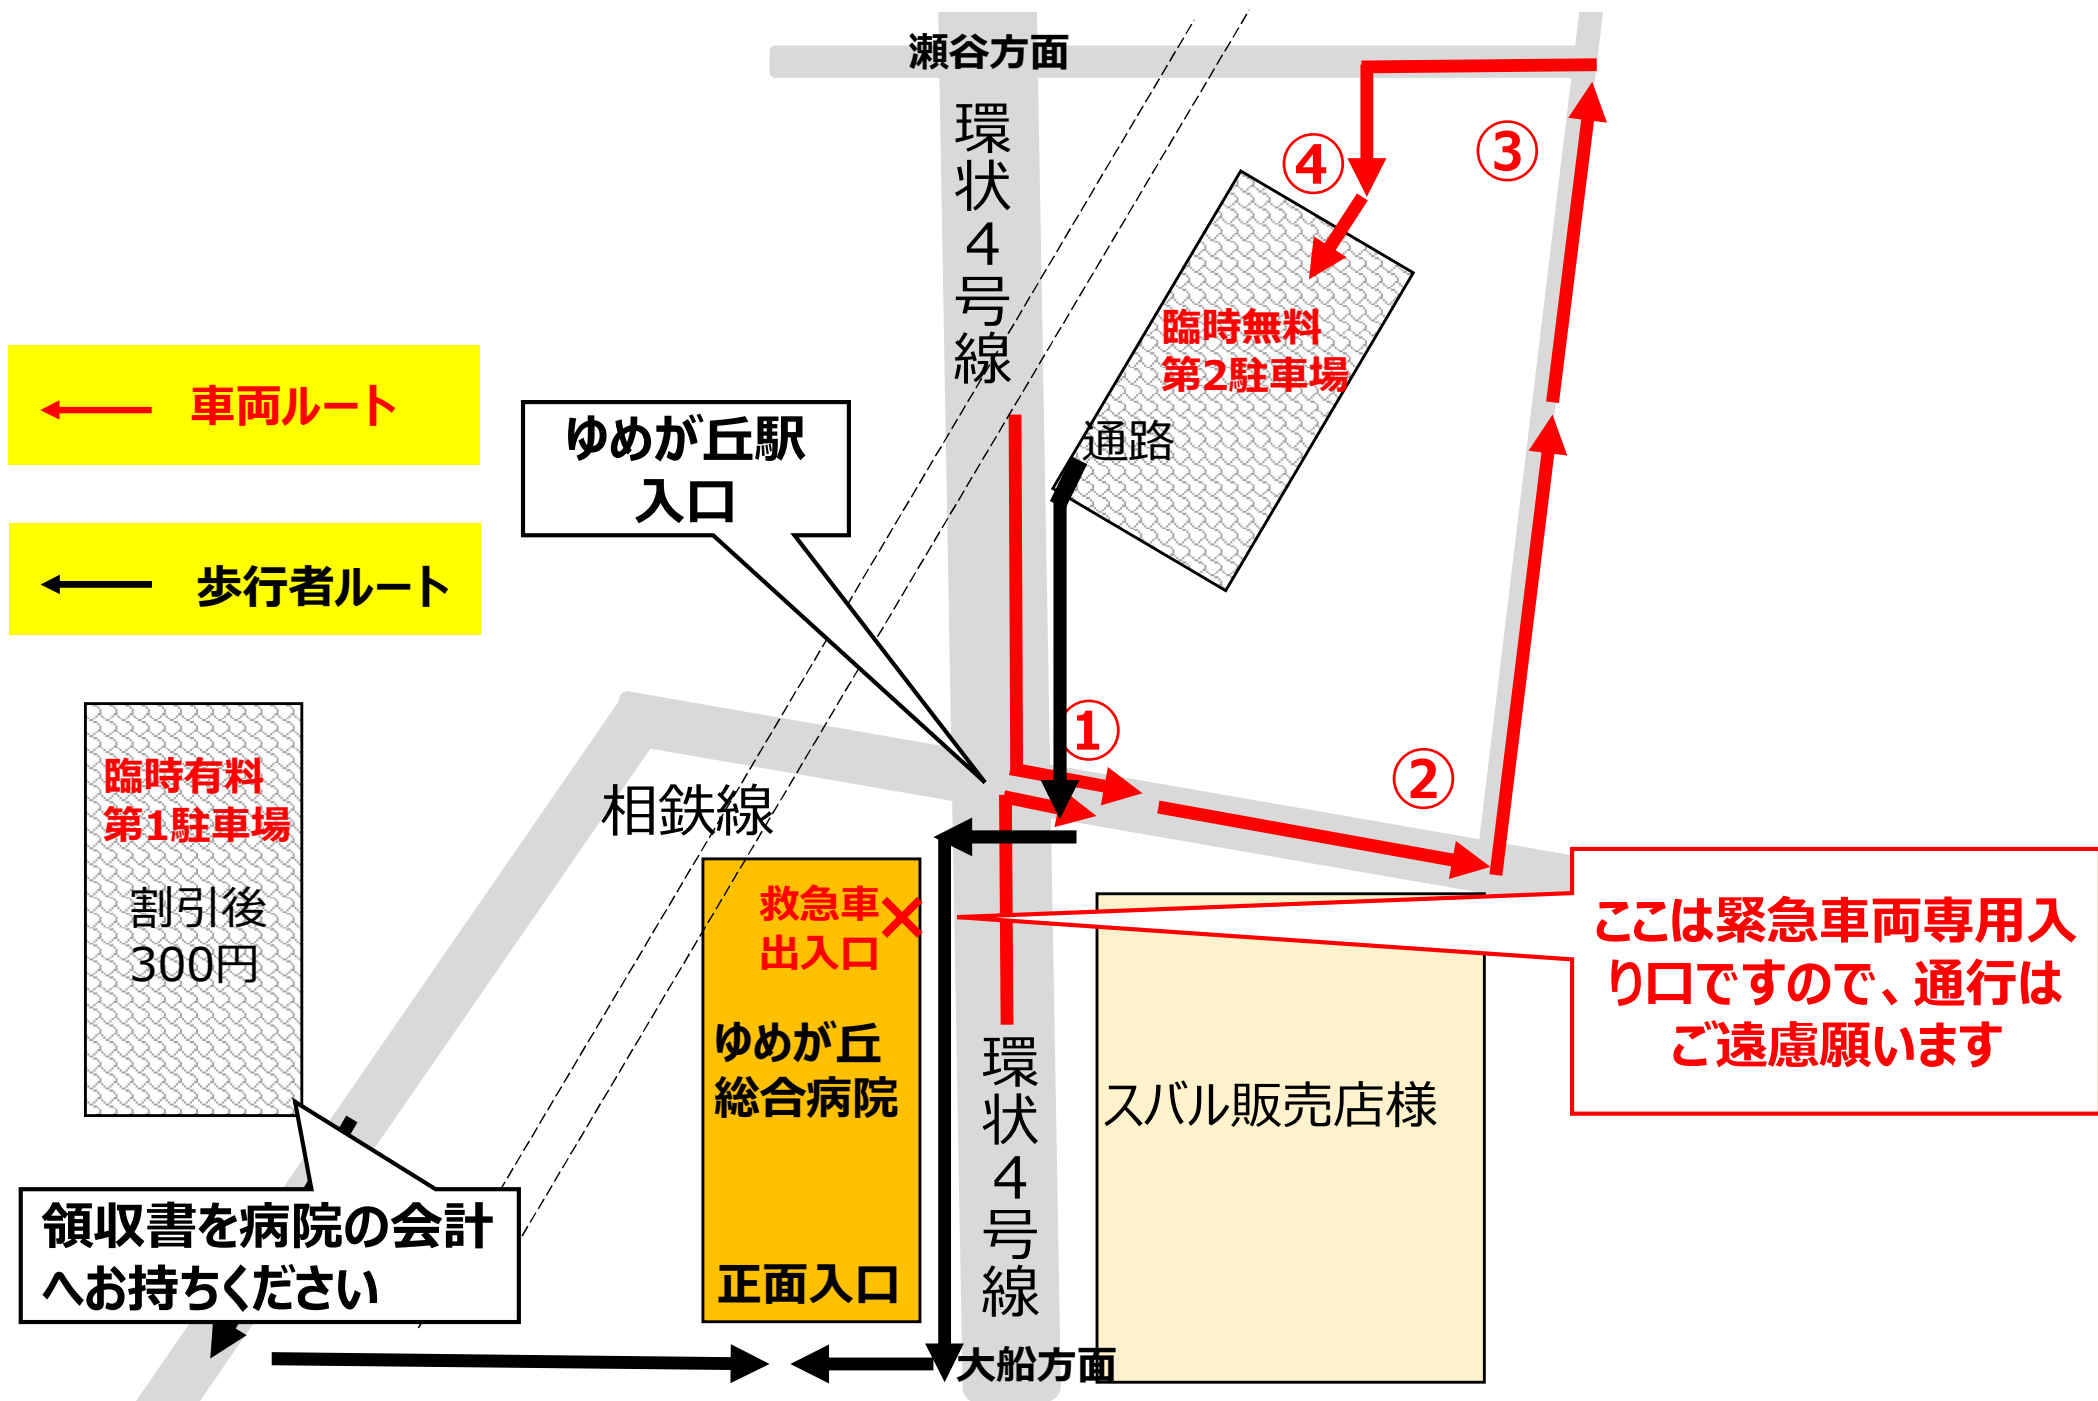 瀬谷方面
環状４号線
④
③
臨時無料
第2駐車場
通路
車両ルート
歩行者ルート
ゆめが丘駅
入口
①
②
臨時有料
第1駐車場
割引後
300円
相鉄線
救急車
出入口
ゆめが丘
総合病院
正面入口
ここは緊急車両専用入
り口ですので、通行は
ご遠慮願います
環状４号線
スバル販売店様
領収書を病院の会計
へお持ちください
大船方面